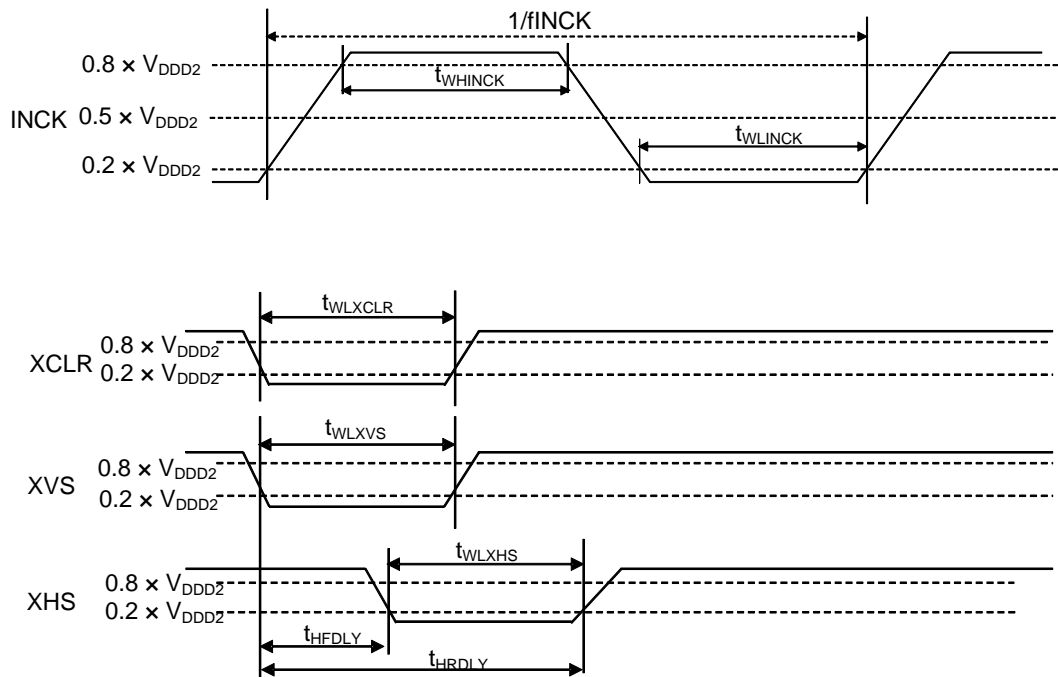 1/fINCK
0.8 × VDDD2
tWHINCK
INCK 0.5 × VDDD2
tWLINCK
0.2 × VDDD2
tWLXCLR
0.8 × VDDD2
XCLR
0.2 × VDDD2
tWLXVS
0.8 × VDDD2
XVS
0.2 × VDDD2
tWLXHS
0.8 × VDDD2
XHS
0.2 × VDDD2
tHFDLY
tHRDLY